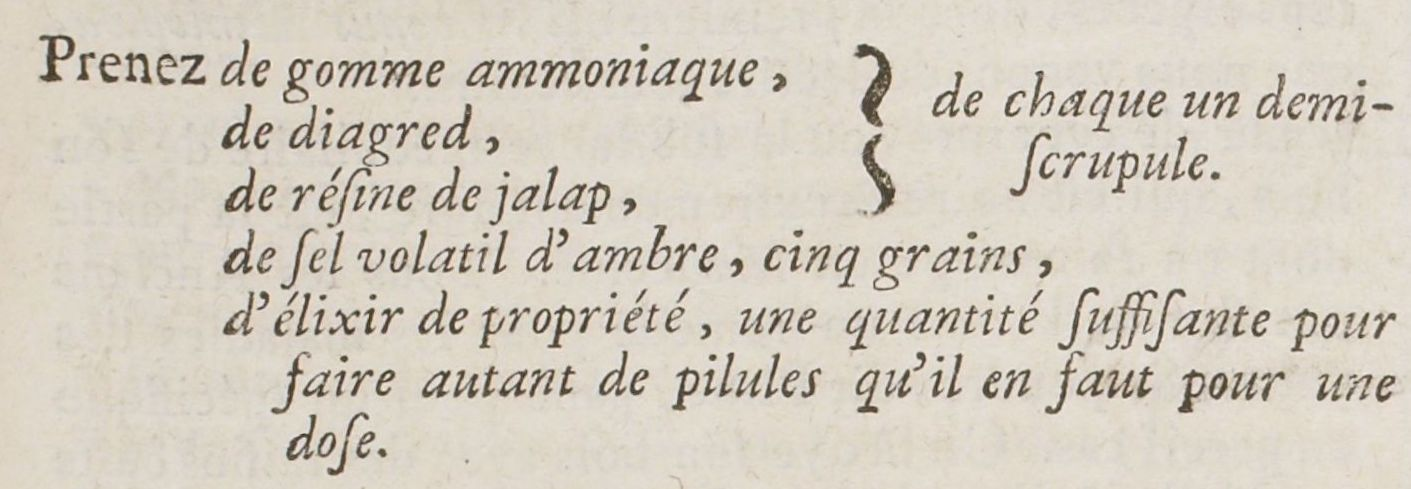 Prenez de gomme ammoniaque,
de diagred,
de réſine de jalap,
de chaque un demi-
ſcrupule.
de ſel volatil d'ambre, cinq grains,
d'élixir de propriété, une quantité ſuffiſante pour
faire autant de pilules qu'il en faut pour une
doſe.